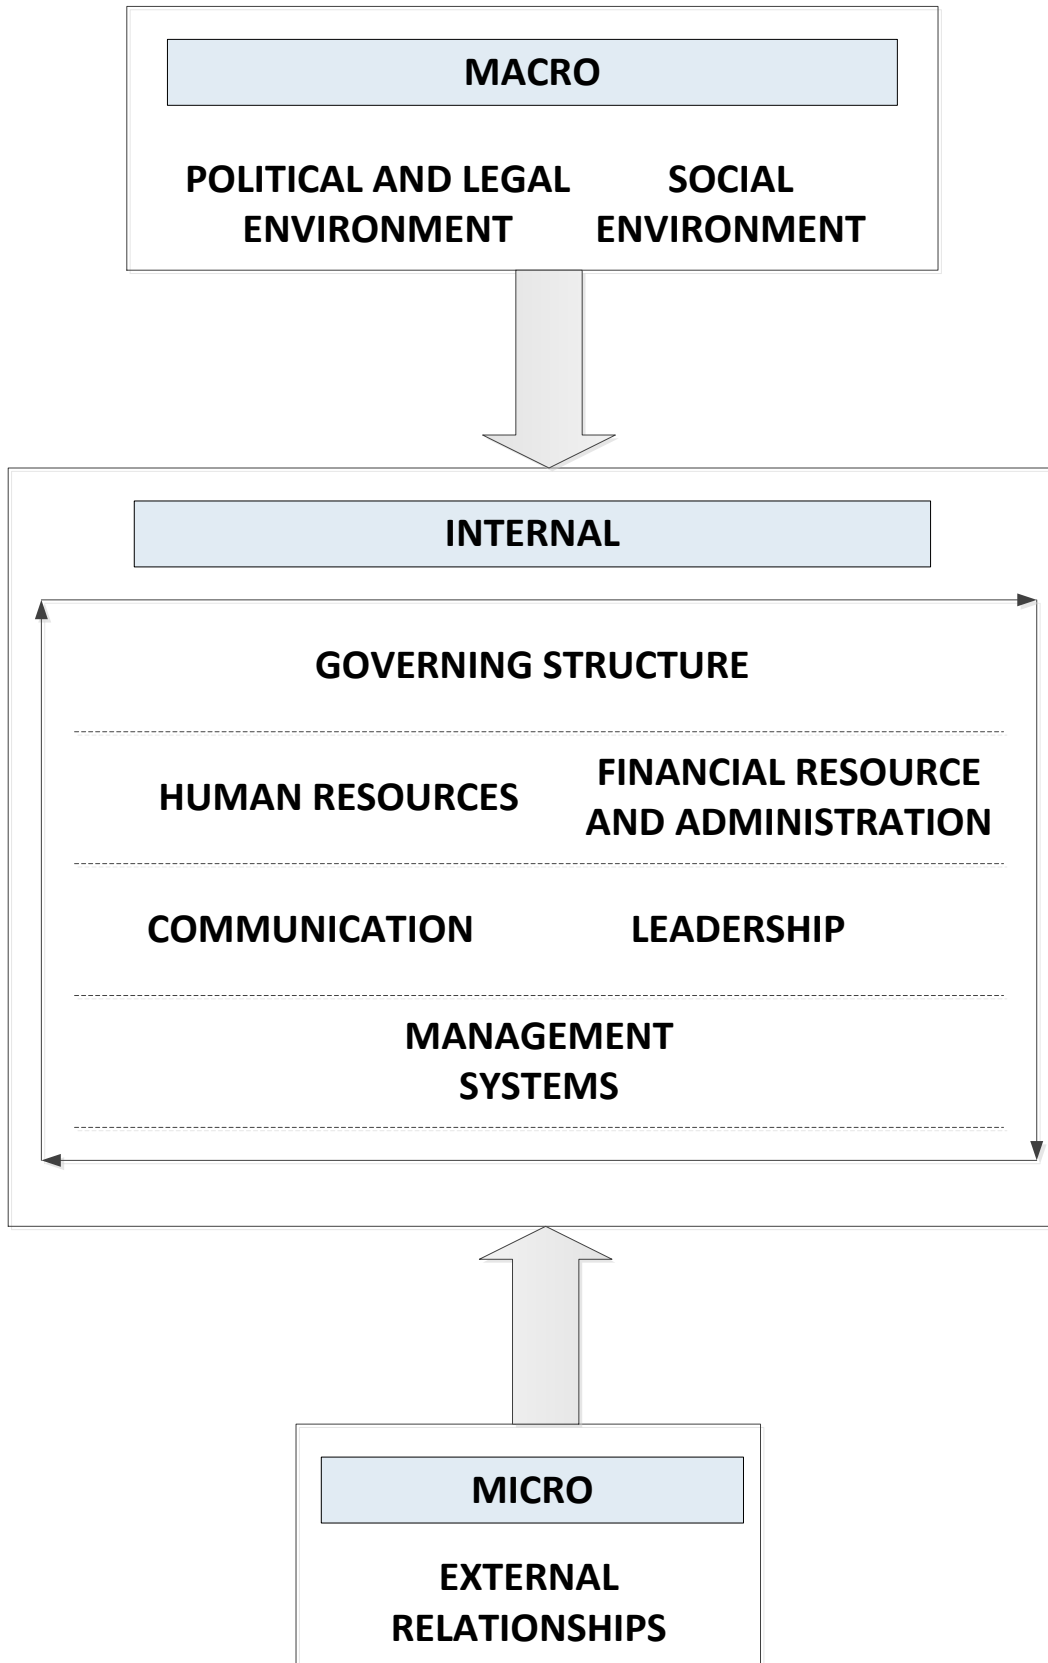 MACRO
POLITICAL AND LEGAL ENVIRONMENT
SOCIAL ENVIRONMENT
INTERNAL
GOVERNING STRUCTURE
HUMAN RESOURCES
FINANCIAL RESOURCE
AND ADMINISTRATION
COMMUNICATION
LEADERSHIP
MANAGEMENT
SYSTEMS
MICRO
EXTERNAL
RELATIONSHIPS